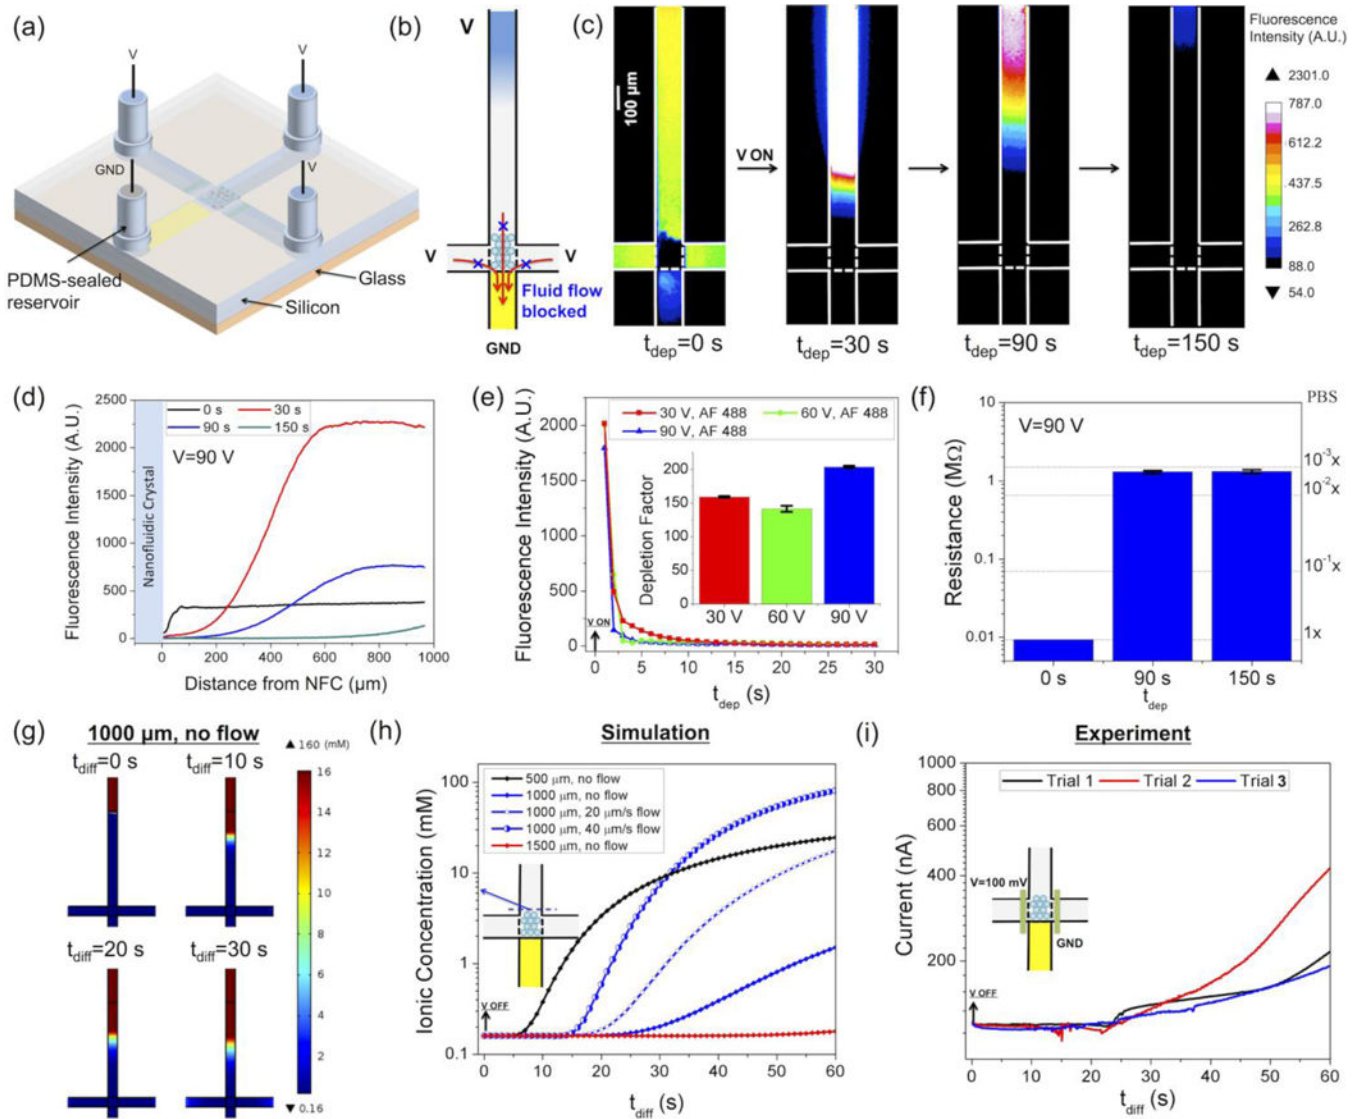 (a)
V
V
GND
V
PDMS-sealed
reservoir
Glass
Silicon
(b)
V
V
V
Fluid flow
blocked
GND
(c)
100 µm
V ON
t_dep=0 s
t_dep=30 s
t_dep=90 s
t_dep=150 s
Fluorescence
Intensity (A.U.)
2301.0
787.0
612.2
437.5
262.8
88.0
54.0
(d)
Fluorescence Intensity (A.U.)
2500
2000
1500
1000
500
0
0 s
30 s
90 s
150 s
V=90 V
Nanofluidic Crystal
0
200
400
600
800
1000
Distance from NFC (µm)
(e)
Fluorescence Intensity (A.U.)
2000
1500
1000
500
0
30 V, AF 488
60 V, AF 488
90 V, AF 488
Depletion Factor
200
150
100
50
0
30 V
60 V
90 V
V ON
0
5
10
15
20
25
30
t_dep (s)
(f)
Resistance (MΩ)
10
1
0.1
0.01
V=90 V
PBS
10⁻³x
10⁻²x
10⁻¹x
1x
0 s
90 s
150 s
t_dep
(g)
1000 µm, no flow
t_diff=0 s
t_diff=10 s
t_diff=20 s
t_diff=30 s
160 (mM)
16
14
12
10
8
6
4
2
0.16
(h)
Simulation
Ionic Concentration (mM)
100
10
1
0.1
500 µm, no flow
1000 µm, no flow
1000 µm, 20 µm/s flow
1000 µm, 40 µm/s flow
1500 µm, no flow
V OFF
0
10
20
30
40
50
60
t_diff (s)
(i)
Experiment
Current (nA)
1000
800
600
400
200
Trial 1
Trial 2
Trial 3
V=100 mV
GND
V OFF
0
10
20
30
40
50
60
t_diff (s)